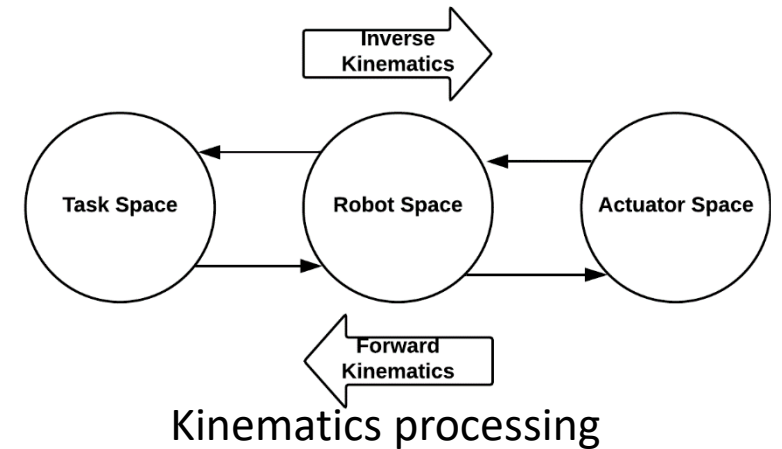 Inverse
Kinematics
Task Space
Robot Space
Actuator Space
Forward
Kinematics
Kinematics processing